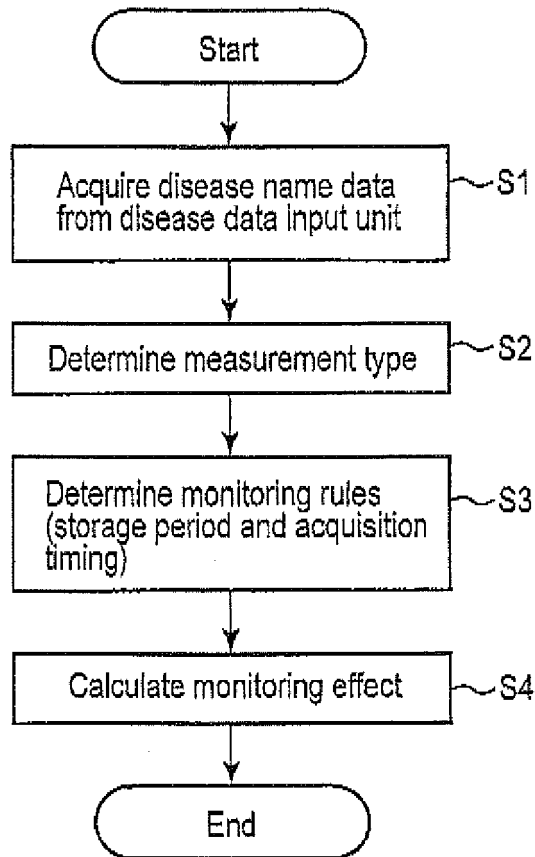 Start
Acquire disease name data
from disease data input unit
S1
Determine measurement type
S2
Determine monitoring rules
(storage period and acquisition
timing)
S3
Calculate monitoring effect
S4
End